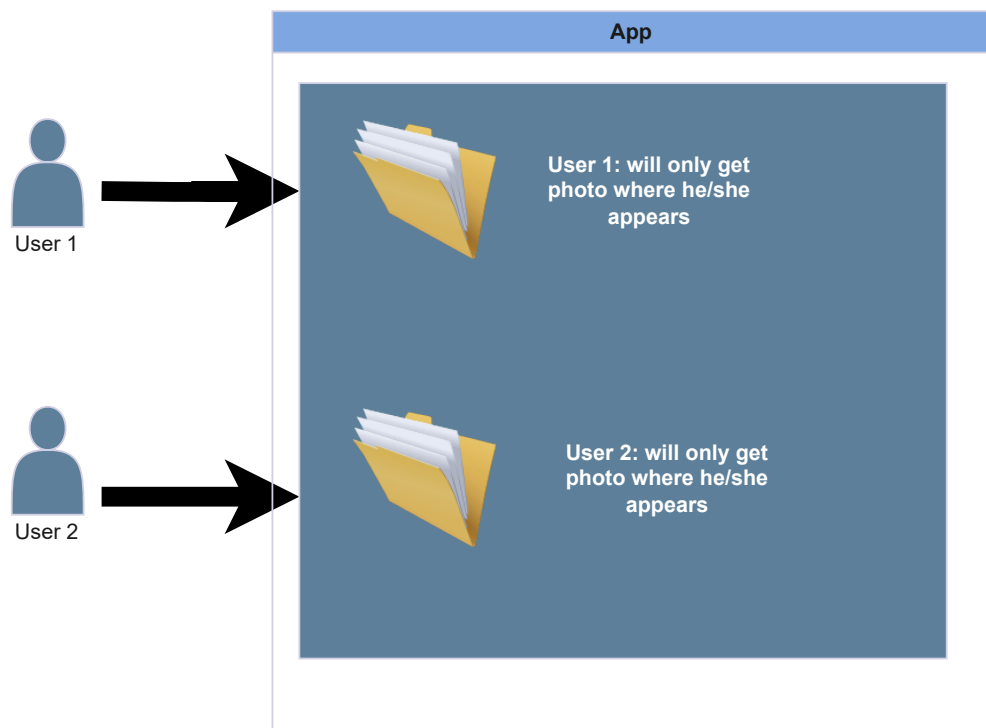 App
User 1: will only get
photo where he/she
appears
User 1
User 2: will only get
photo where he/she
appears
User 2